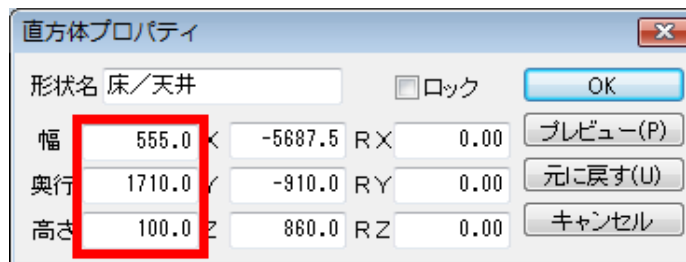 直方体プロパティ
形状名 床／天井 ロック OK
幅 555.0 X -5687.5 RX 0.00 プレビュー(P)
奥行 1710.0 Y -910.0 RY 0.00 元に戻す(U)
高さ 100.0 Z 860.0 RZ 0.00 キャンセル